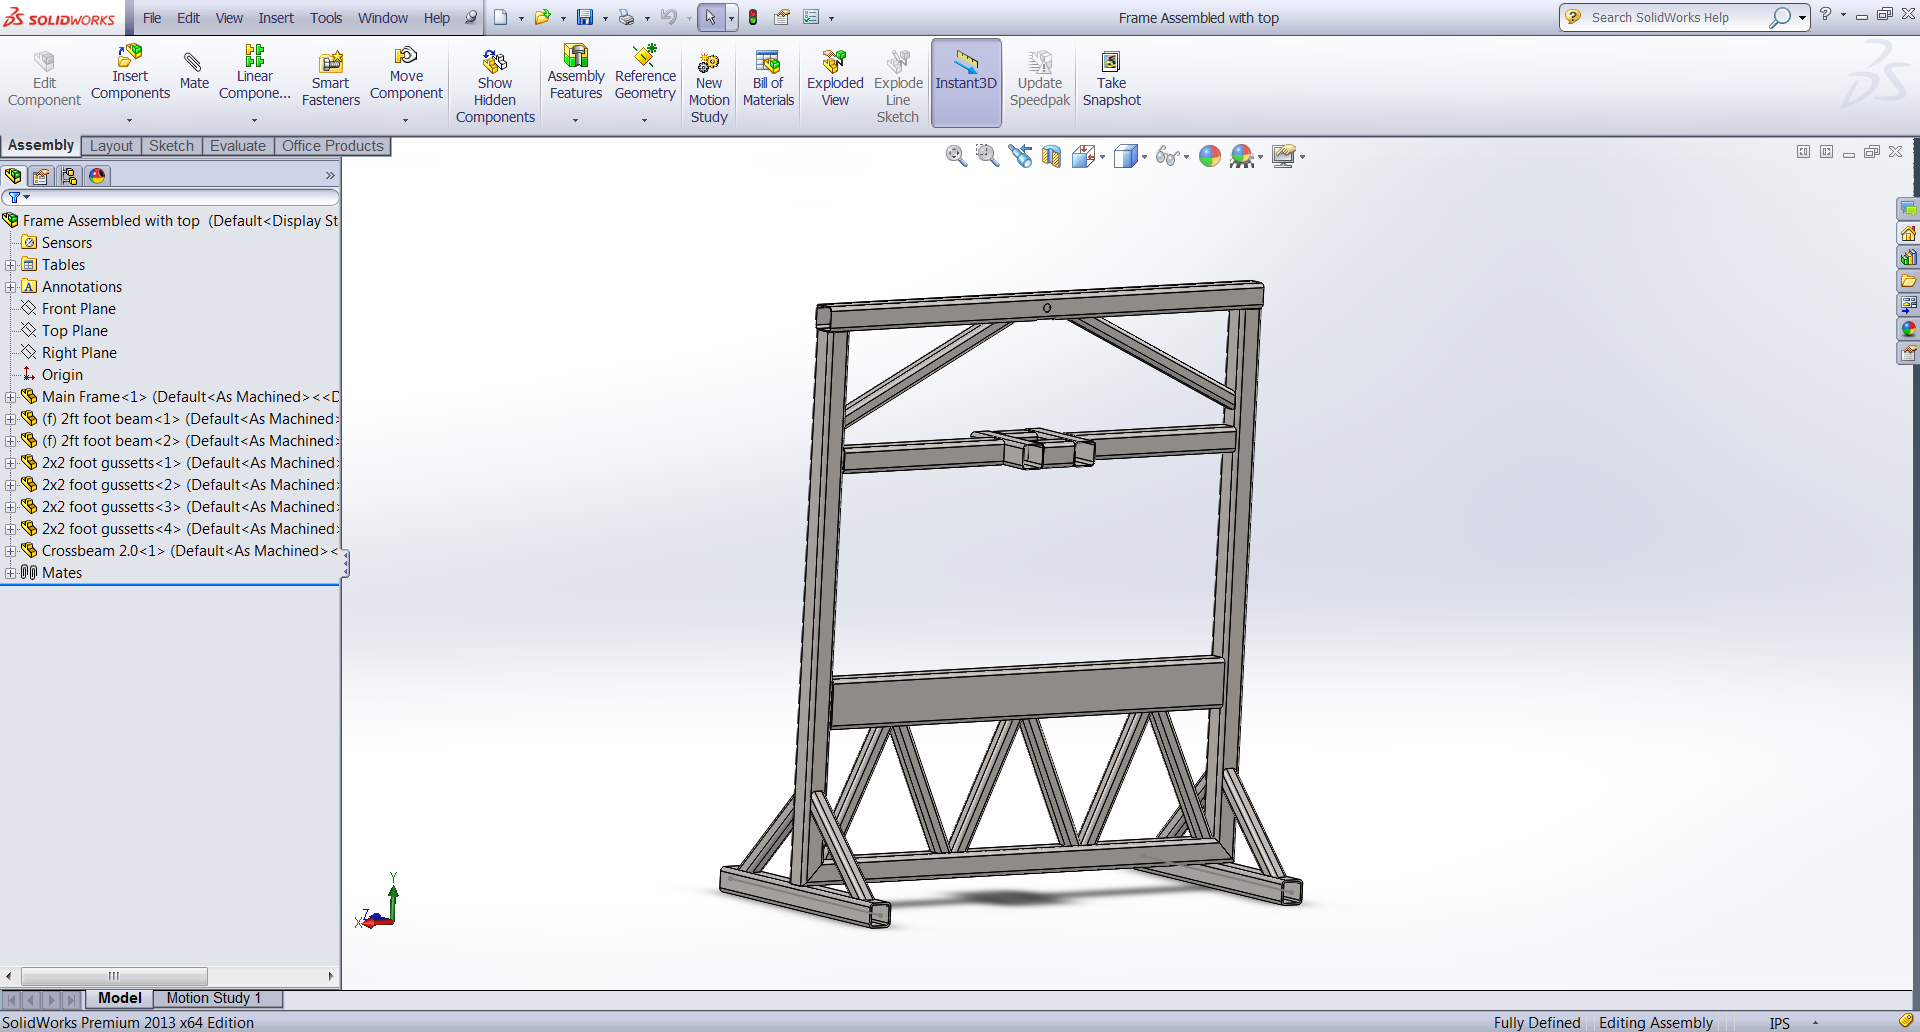 SOLIDWORKS File Edit View Insert Tools Window Help Frame Assembled with top Search SolidWorks Help
Edit Component
Insert Components
Mate
Linear Compone...
Smart Fasteners
Move Component
Show Hidden Components
Assembly Features
Reference Geometry
New Motion Study
Bill of Materials
Exploded View
Explode Line Sketch
Instant3D
Update Speedpak
Take Snapshot
Assembly Layout Sketch Evaluate Office Products
Frame Assembled with top (Default<Display St
Sensors
Tables
Annotations
Front Plane
Top Plane
Right Plane
Origin
Main Frame<1> (Default<As Machined><<D
(f) 2ft foot beam<1> (Default<As Machined>
(f) 2ft foot beam<2> (Default<As Machined>
2x2 foot gussetts<1> (Default<As Machined>
2x2 foot gussetts<2> (Default<As Machined>
2x2 foot gussetts<3> (Default<As Machined>
2x2 foot gussetts<4> (Default<As Machined>
Crossbeam 2.0<1> (Default<As Machined><
Mates
Y
Z
X
Model Motion Study 1
SolidWorks Premium 2013 x64 Edition Fully Defined Editing Assembly IPS